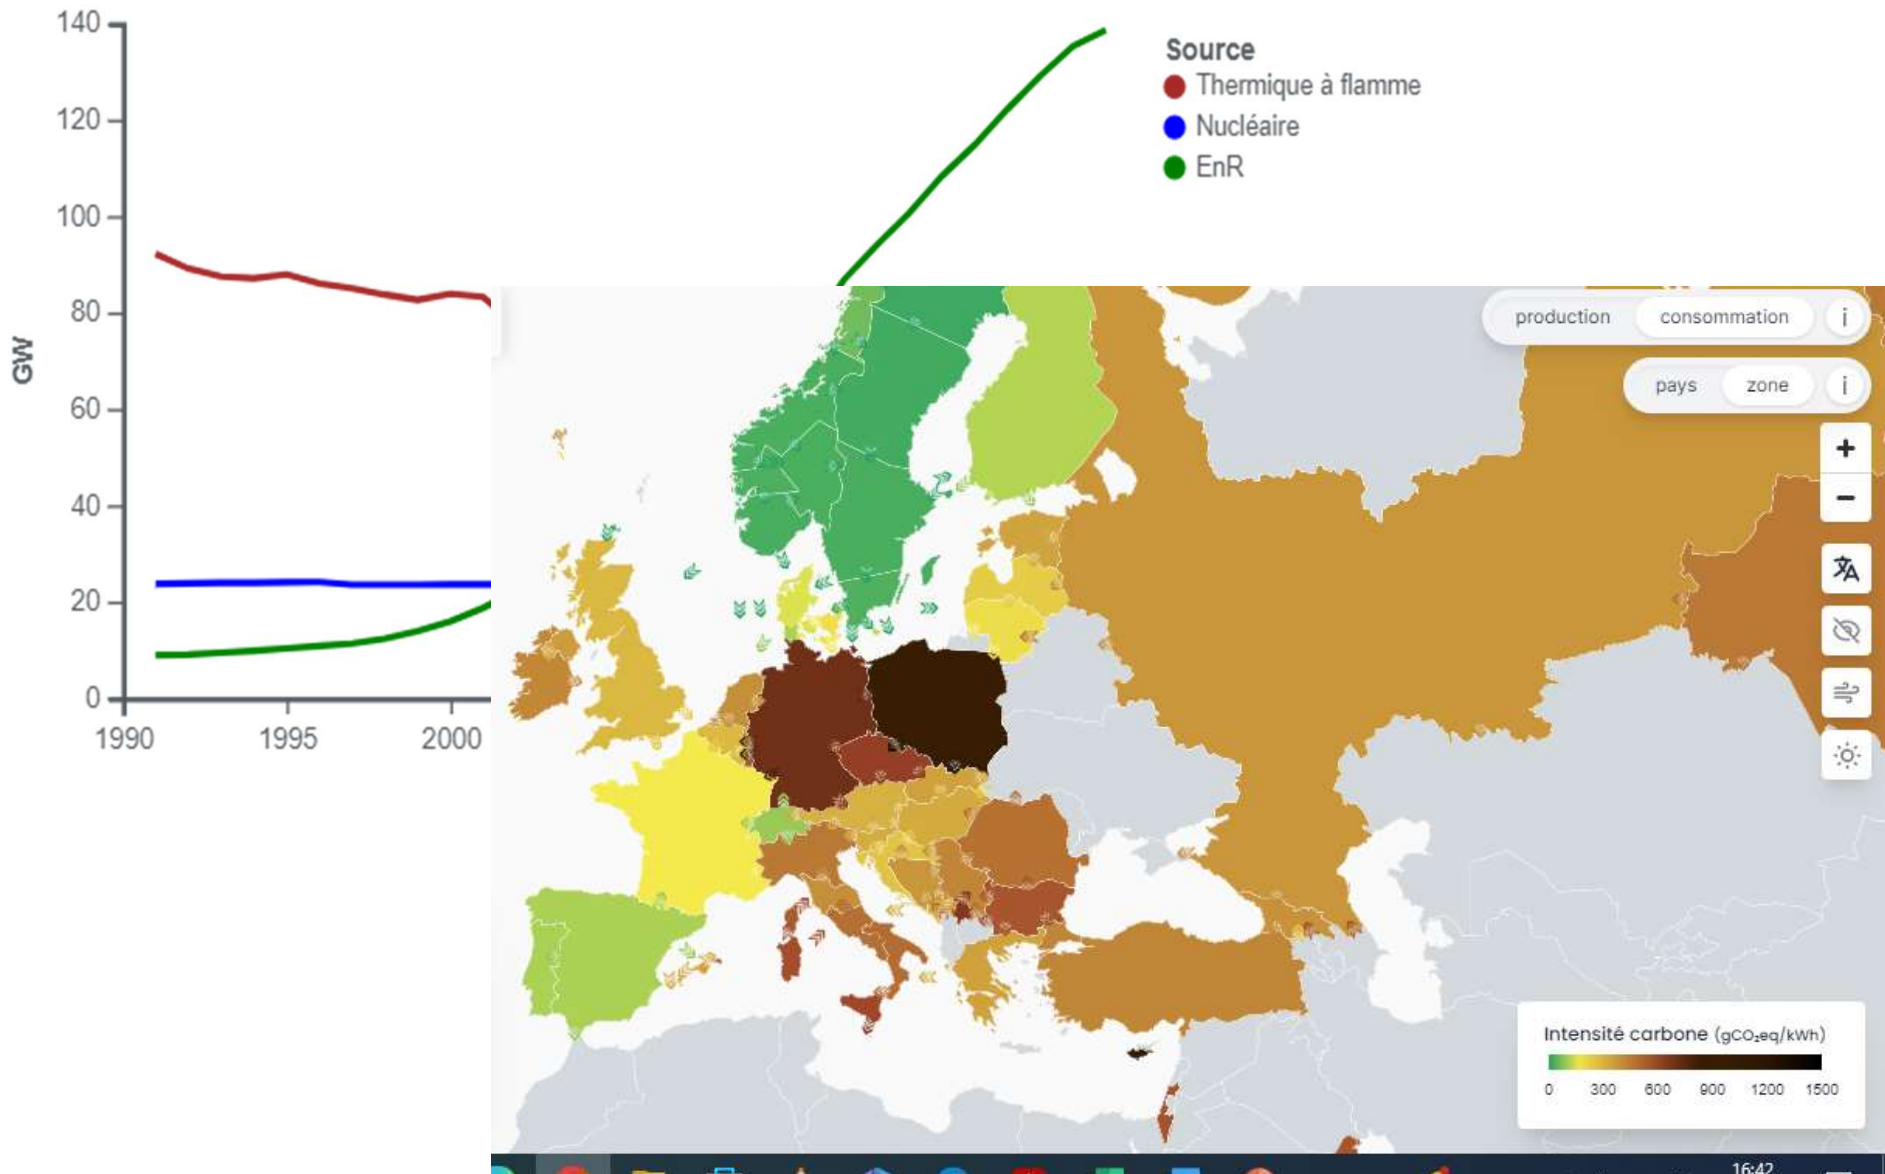 140
120
100
80
60
40
20
0
GW
1990
1995
2000
Source
Thermique à flamme
Nucléaire
EnR
production consommation i
pays zone i
+
−
Intensité carbone (gCO₂eq/kWh)
0 300 600 900 1200 1500
16:42